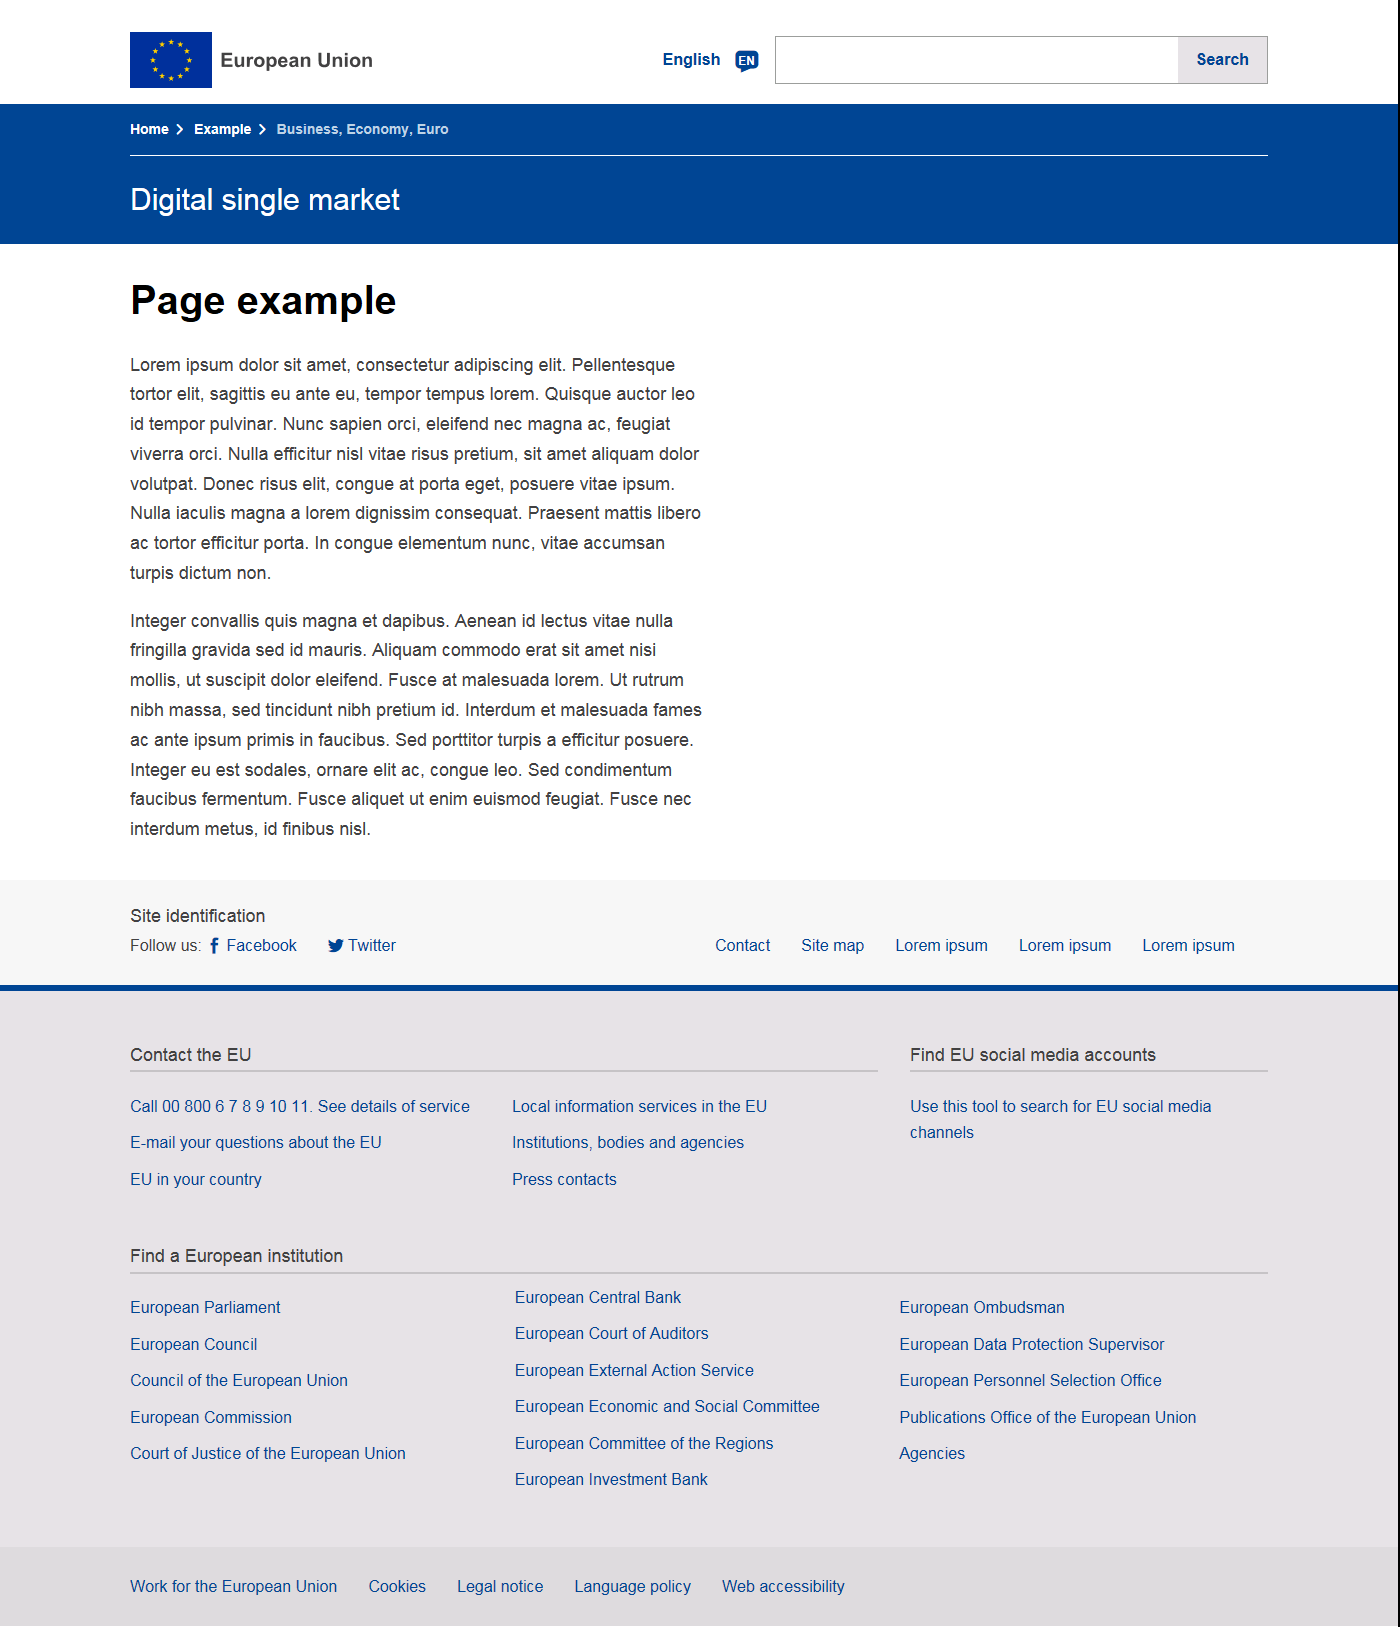 European Union
English EN Search
Home Example Business, Economy, Euro
Digital single market
Page example
Lorem ipsum dolor sit amet, consectetur adipiscing elit. Pellentesque
tortor elit, sagittis eu ante eu, tempor tempus lorem. Quisque auctor leo
id tempor pulvinar. Nunc sapien orci, eleifend nec magna ac, feugiat
viverra orci. Nulla efficitur nisl vitae risus pretium, sit amet aliquam dolor
volutpat. Donec risus elit, congue at porta eget, posuere vitae ipsum.
Nulla iaculis magna a lorem dignissim consequat. Praesent mattis libero
ac tortor efficitur porta. In congue elementum nunc, vitae accumsan
turpis dictum non.
Integer convallis quis magna et dapibus. Aenean id lectus vitae nulla
fringilla gravida sed id mauris. Aliquam commodo erat sit amet nisi
mollis, ut suscipit dolor eleifend. Fusce at malesuada lorem. Ut rutrum
nibh massa, sed tincidunt nibh pretium id. Interdum et malesuada fames
ac ante ipsum primis in faucibus. Sed porttitor turpis a efficitur posuere.
Integer eu est sodales, ornare elit ac, congue leo. Sed condimentum
faucibus fermentum. Fusce aliquet ut enim euismod feugiat. Fusce nec
interdum metus, id finibus nisl.
Site identification
Follow us: Facebook Twitter Contact Site map Lorem ipsum Lorem ipsum Lorem ipsum
Contact the EU
Call 00 800 6 7 8 9 10 11. See details of service
E-mail your questions about the EU
EU in your country
Local information services in the EU
Institutions, bodies and agencies
Press contacts
Find EU social media accounts
Use this tool to search for EU social media
channels
Find a European institution
European Parliament
European Council
Council of the European Union
European Commission
Court of Justice of the European Union
European Central Bank
European Court of Auditors
European External Action Service
European Economic and Social Committee
European Committee of the Regions
European Investment Bank
European Ombudsman
European Data Protection Supervisor
European Personnel Selection Office
Publications Office of the European Union
Agencies
Work for the European Union Cookies Legal notice Language policy Web accessibility